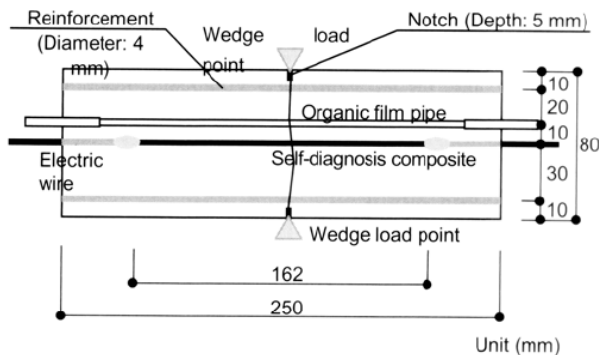 Reinforcement
(Diameter: 4
mm)
Wedge load
point
Notch (Depth: 5 mm)
Organic film pipe
Electric
wire
Self-diagnosis composite
Wedge load point
10
20
10
30
10
80
162
250
Unit (mm)